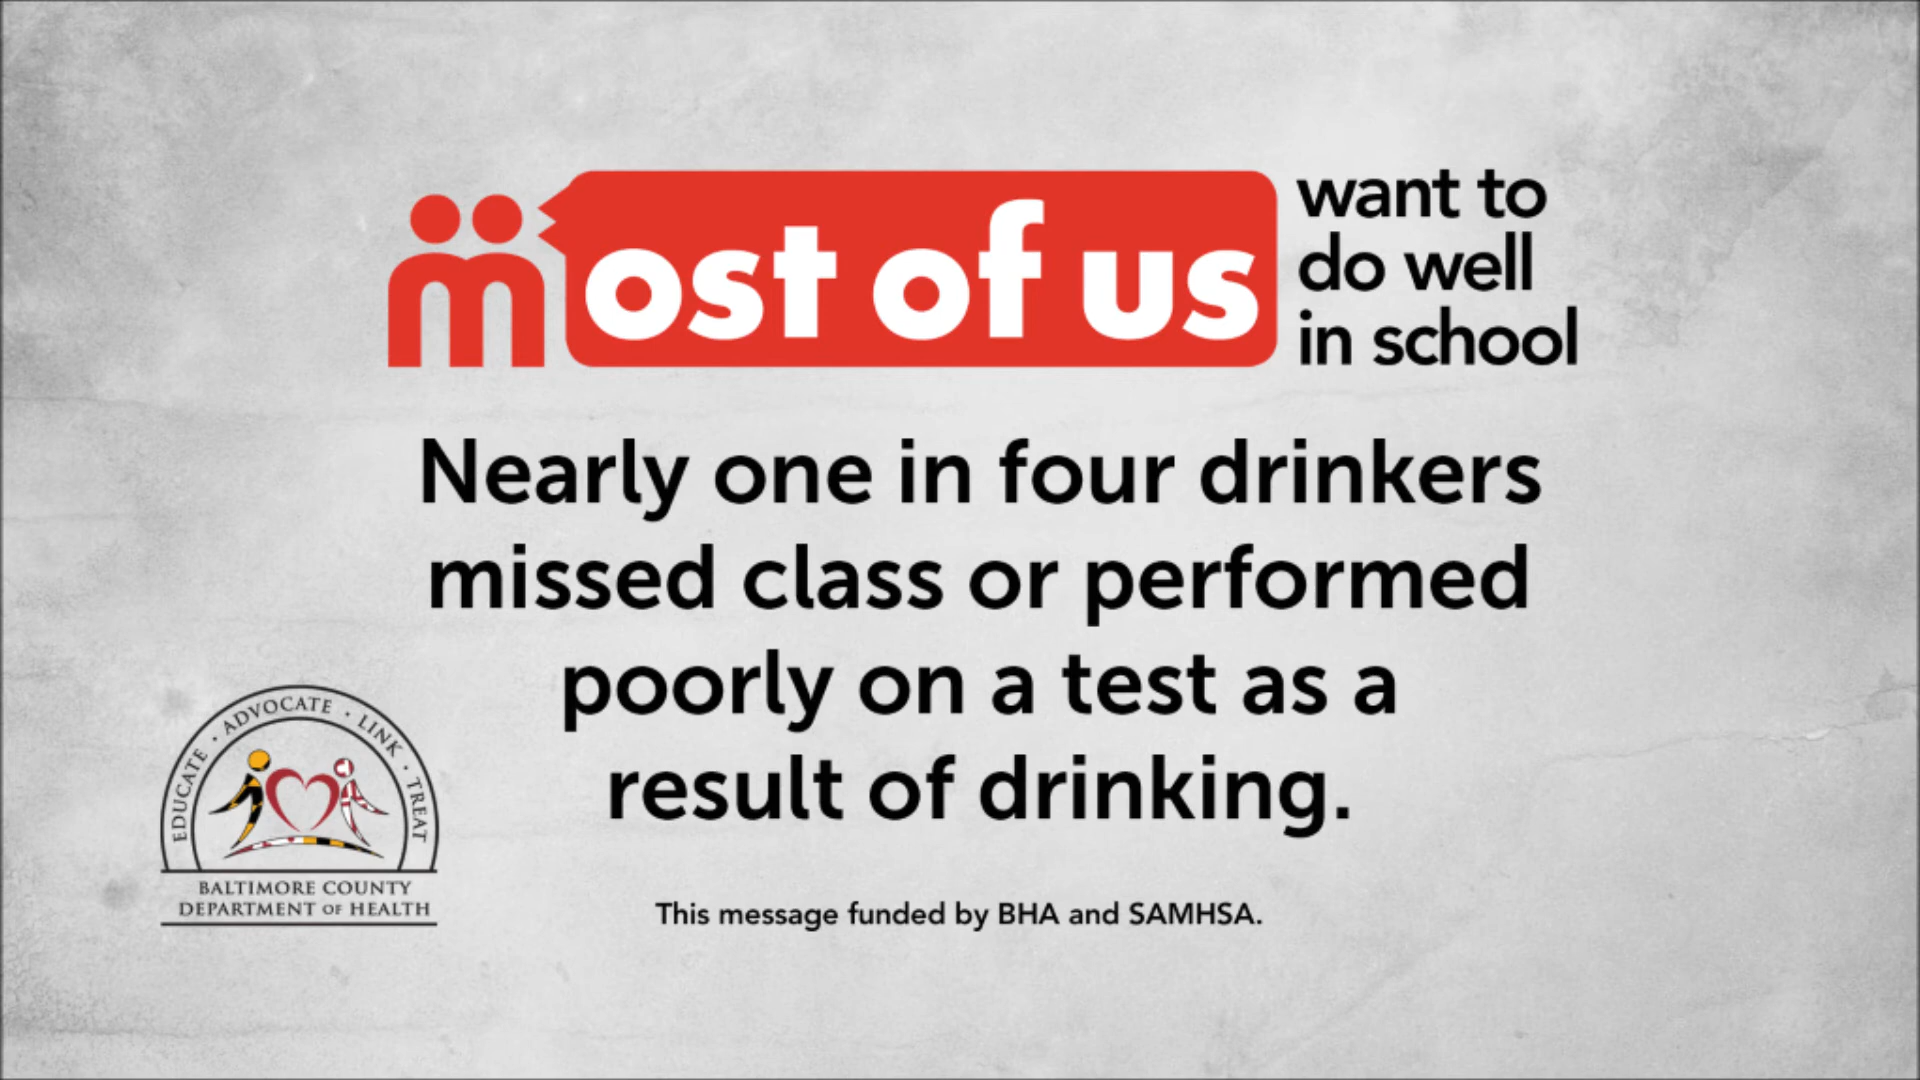 most of us
want to
do well
in school
Nearly one in four drinkers
missed class or performed
poorly on a test as a
result of drinking.
EDUCATE · ADVOCATE · LINK · TREAT
BALTIMORE COUNTY
DEPARTMENT OF HEALTH
This message funded by BHA and SAMHSA.